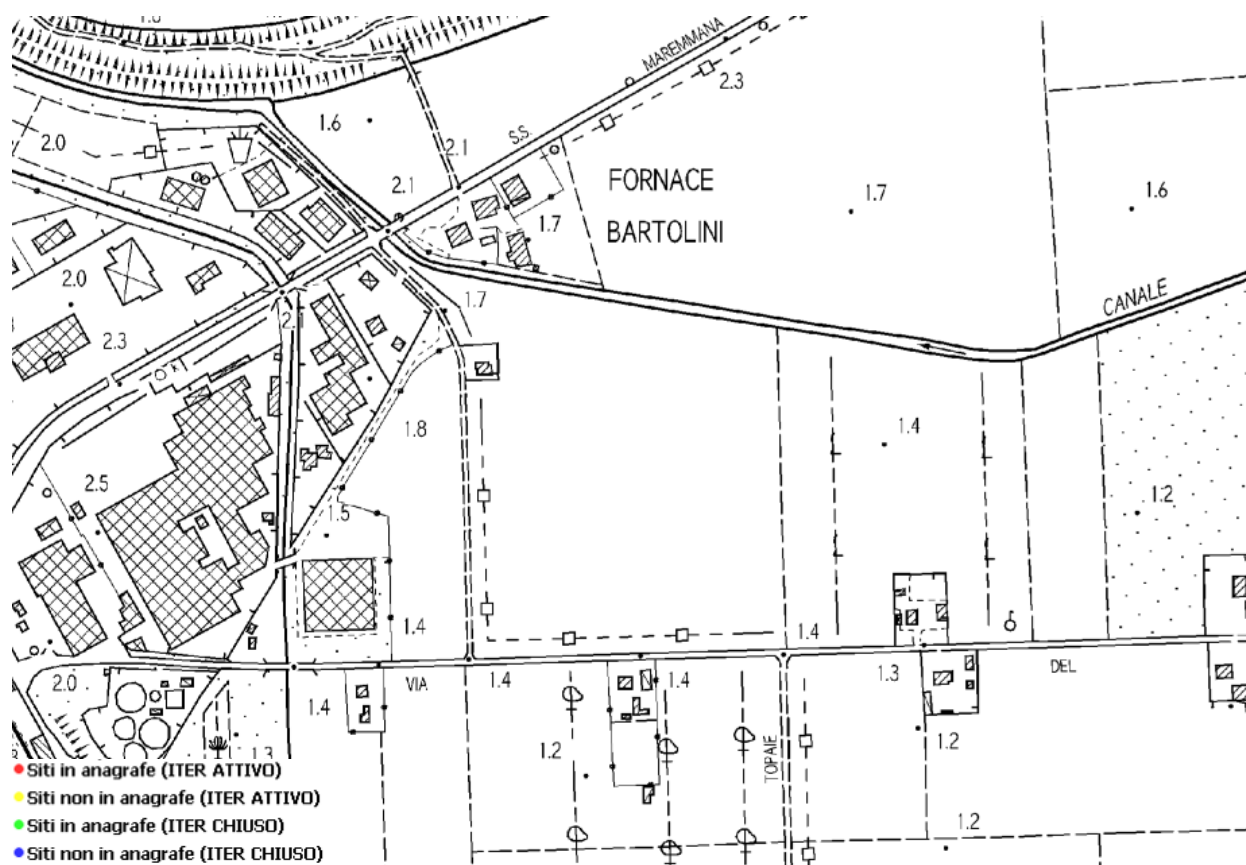 MAREMMANA
2.3
1.6
2.0
S.S.
2.1
2.1
FORNACE
1.7
1.6
1.7
BARTOLINI
2.0
1.7
CANALE
2.3
1.8
1.4
2.5
1.2
1.5
1.4
1.4
1.3
DEL
2.0
VIA
1.4
1.4
1.4
1.2
1.2
TOPAIE
1.3
1.2
Siti in anagrafe (ITER ATTIVO)
Siti non in anagrafe (ITER ATTIVO)
Siti in anagrafe (ITER CHIUSO)
Siti non in anagrafe (ITER CHIUSO)